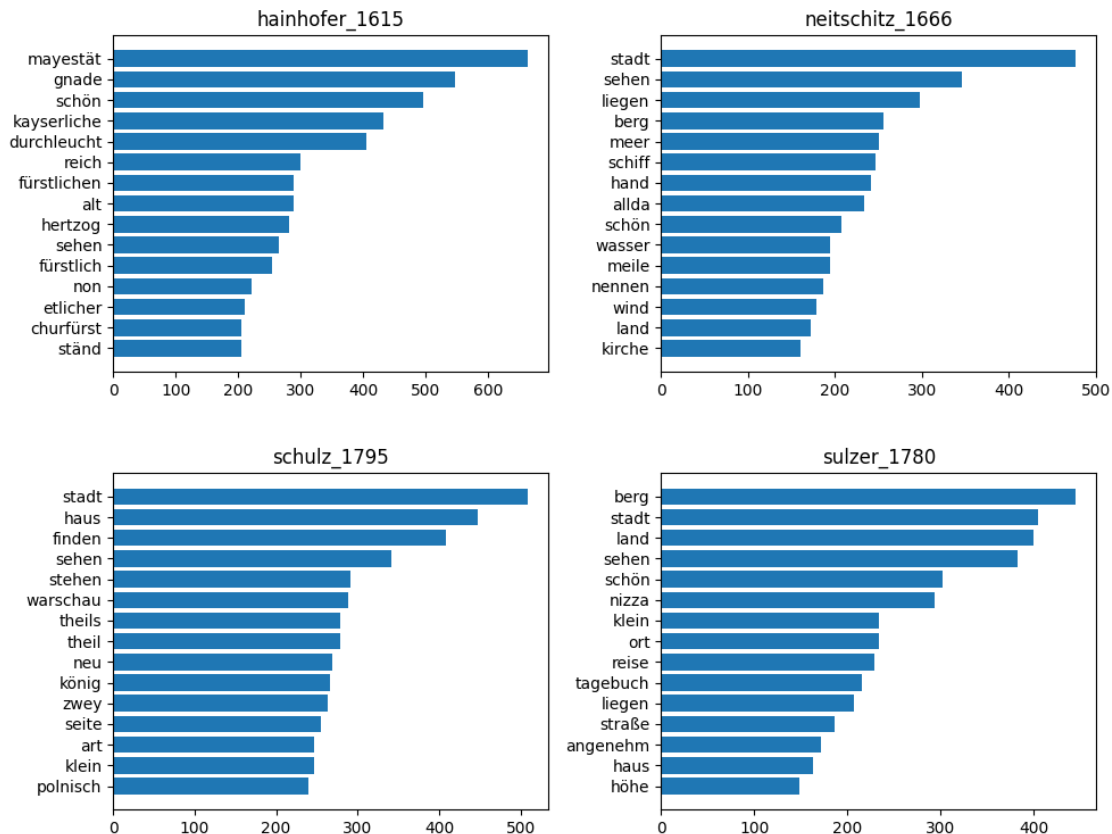 hainhofer_1615
mayestät
gnade
schön
kayserliche
durchleucht
reich
fürstlichen
alt
hertzog
sehen
fürstlich
non
etlicher
churfürst
ständ
0 100 200 300 400 500 600
neitschitz_1666
stadt
sehen
liegen
berg
meer
schiff
hand
allda
schön
wasser
meile
nennen
wind
land
kirche
0 100 200 300 400 500
schulz_1795
stadt
haus
finden
sehen
stehen
warschau
theils
theil
neu
könig
zwey
seite
art
klein
polnisch
0 100 200 300 400 500
sulzer_1780
berg
stadt
land
sehen
schön
nizza
klein
ort
reise
tagebuch
liegen
straße
angenehm
haus
höhe
0 100 200 300 400